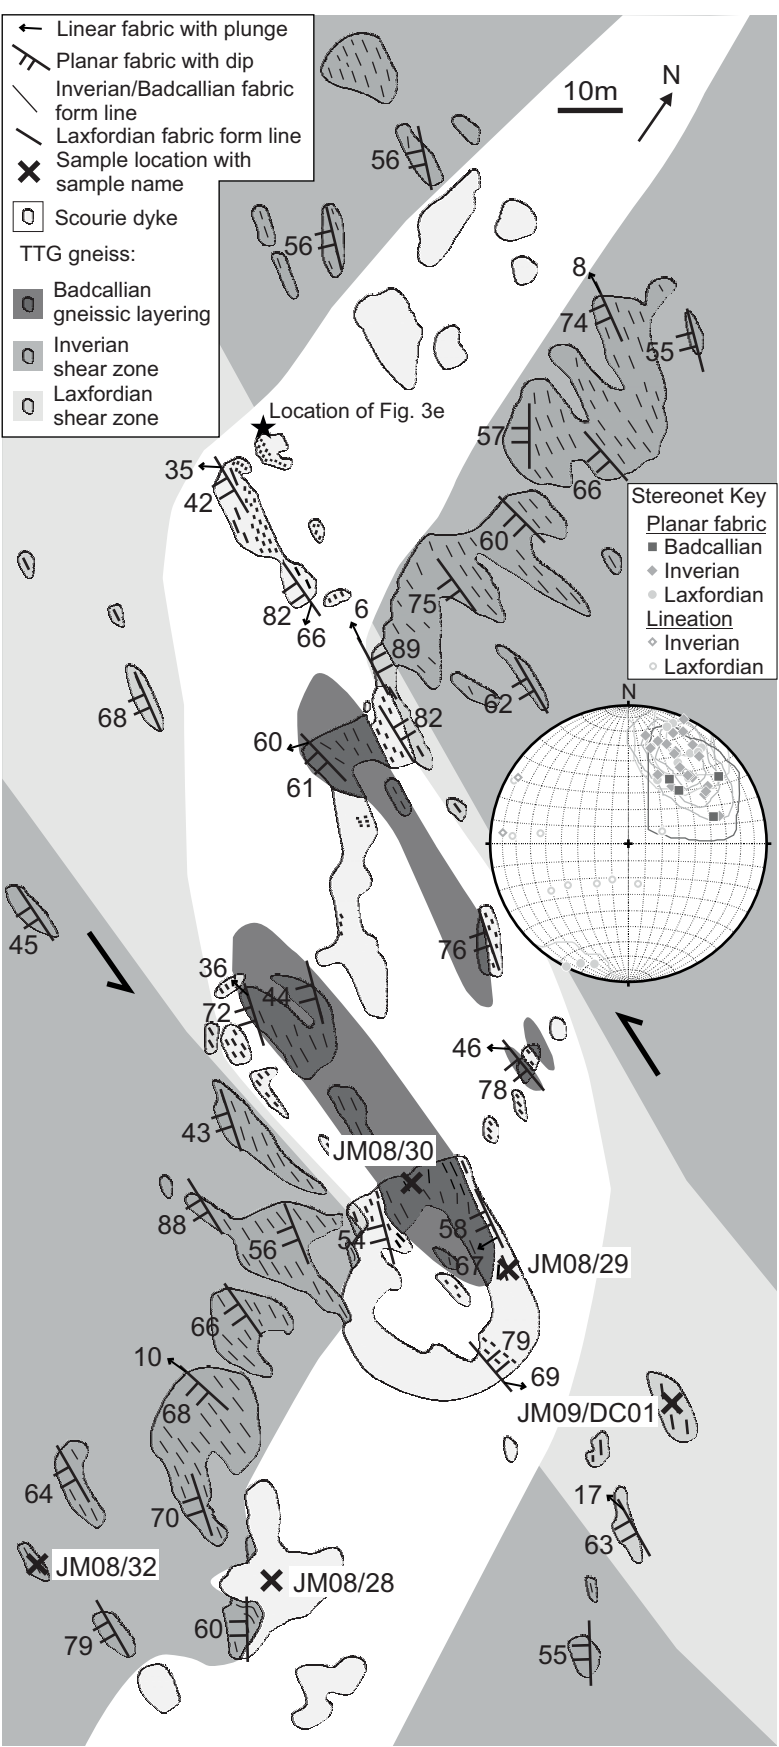 Linear fabric with plunge
Planar fabric with dip
Inverian/Badcallian fabric
form line
Laxfordian fabric form line
Sample location with
sample name
Scourie dyke
TTG gneiss:
Badcallian
gneissic layering
Inverian
shear zone
Laxfordian
shear zone
10m
N
56
56
8
74
55
Location of Fig. 3e
57
35
42
66
Stereonet Key
Planar fabric
Badcallian
Inverian
Laxfordian
Lineation
Inverian
Laxfordian
60
75
82
66
6
89
62
68
82
N
60
61
45
76
36
44
72
46
78
43
JM08/30
88
58
54
56
67
JM08/29
66
79
10
69
68
JM09/DC01
64
70
17
63
JM08/32
JM08/28
79
60
55